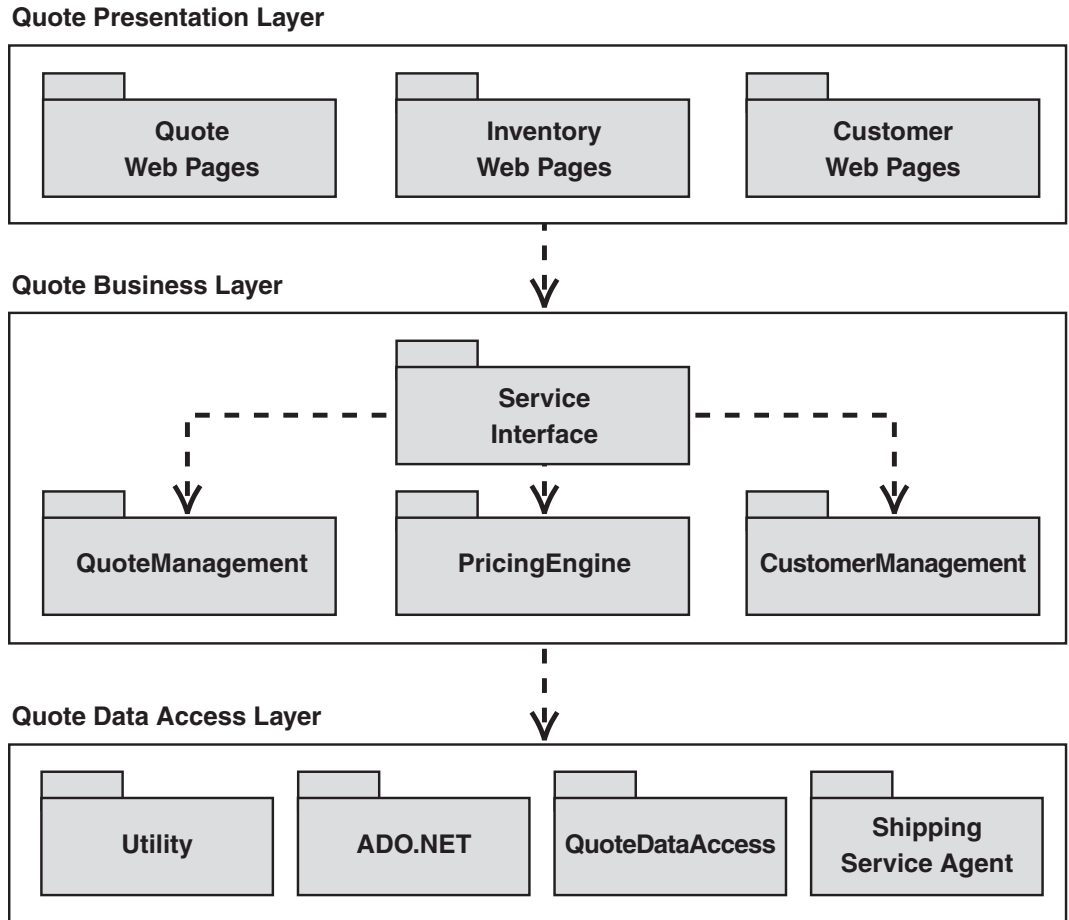 Quote Presentation Layer
Quote
Web Pages
Inventory
Web Pages
Customer
Web Pages
Quote Business Layer
Service
Interface
QuoteManagement
PricingEngine
CustomerManagement
Quote Data Access Layer
Utility
ADO.NET
QuoteDataAccess
Shipping
Service Agent